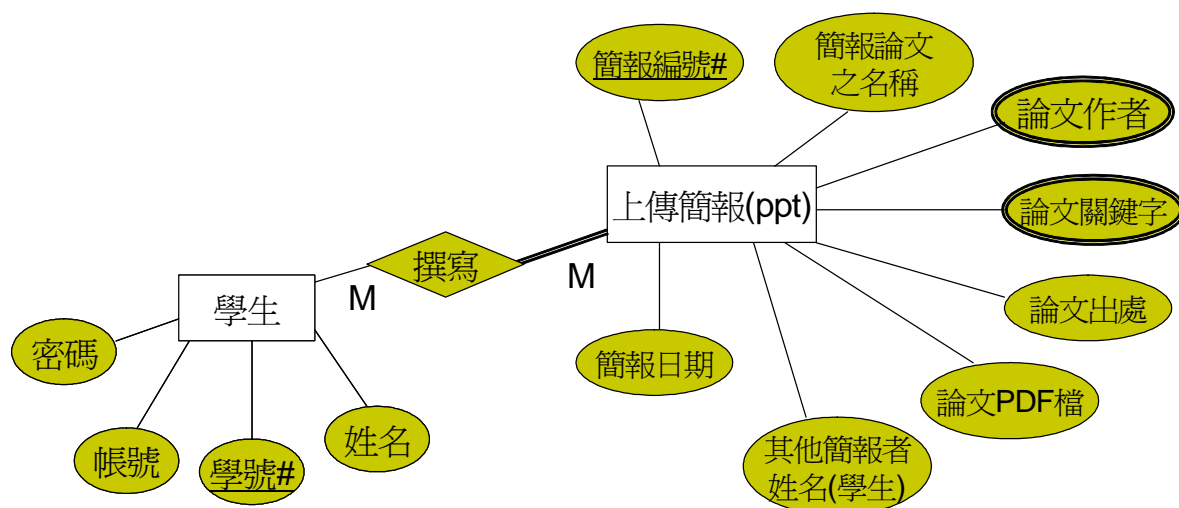 簡報編號#
簡報論文
之名稱
論文作者
上傳簡報(ppt)
論文關鍵字
撰寫
M
M
學生
論文出處
密碼
簡報日期
論文PDF檔
姓名
帳號
學號#
其他簡報者
姓名(學生)